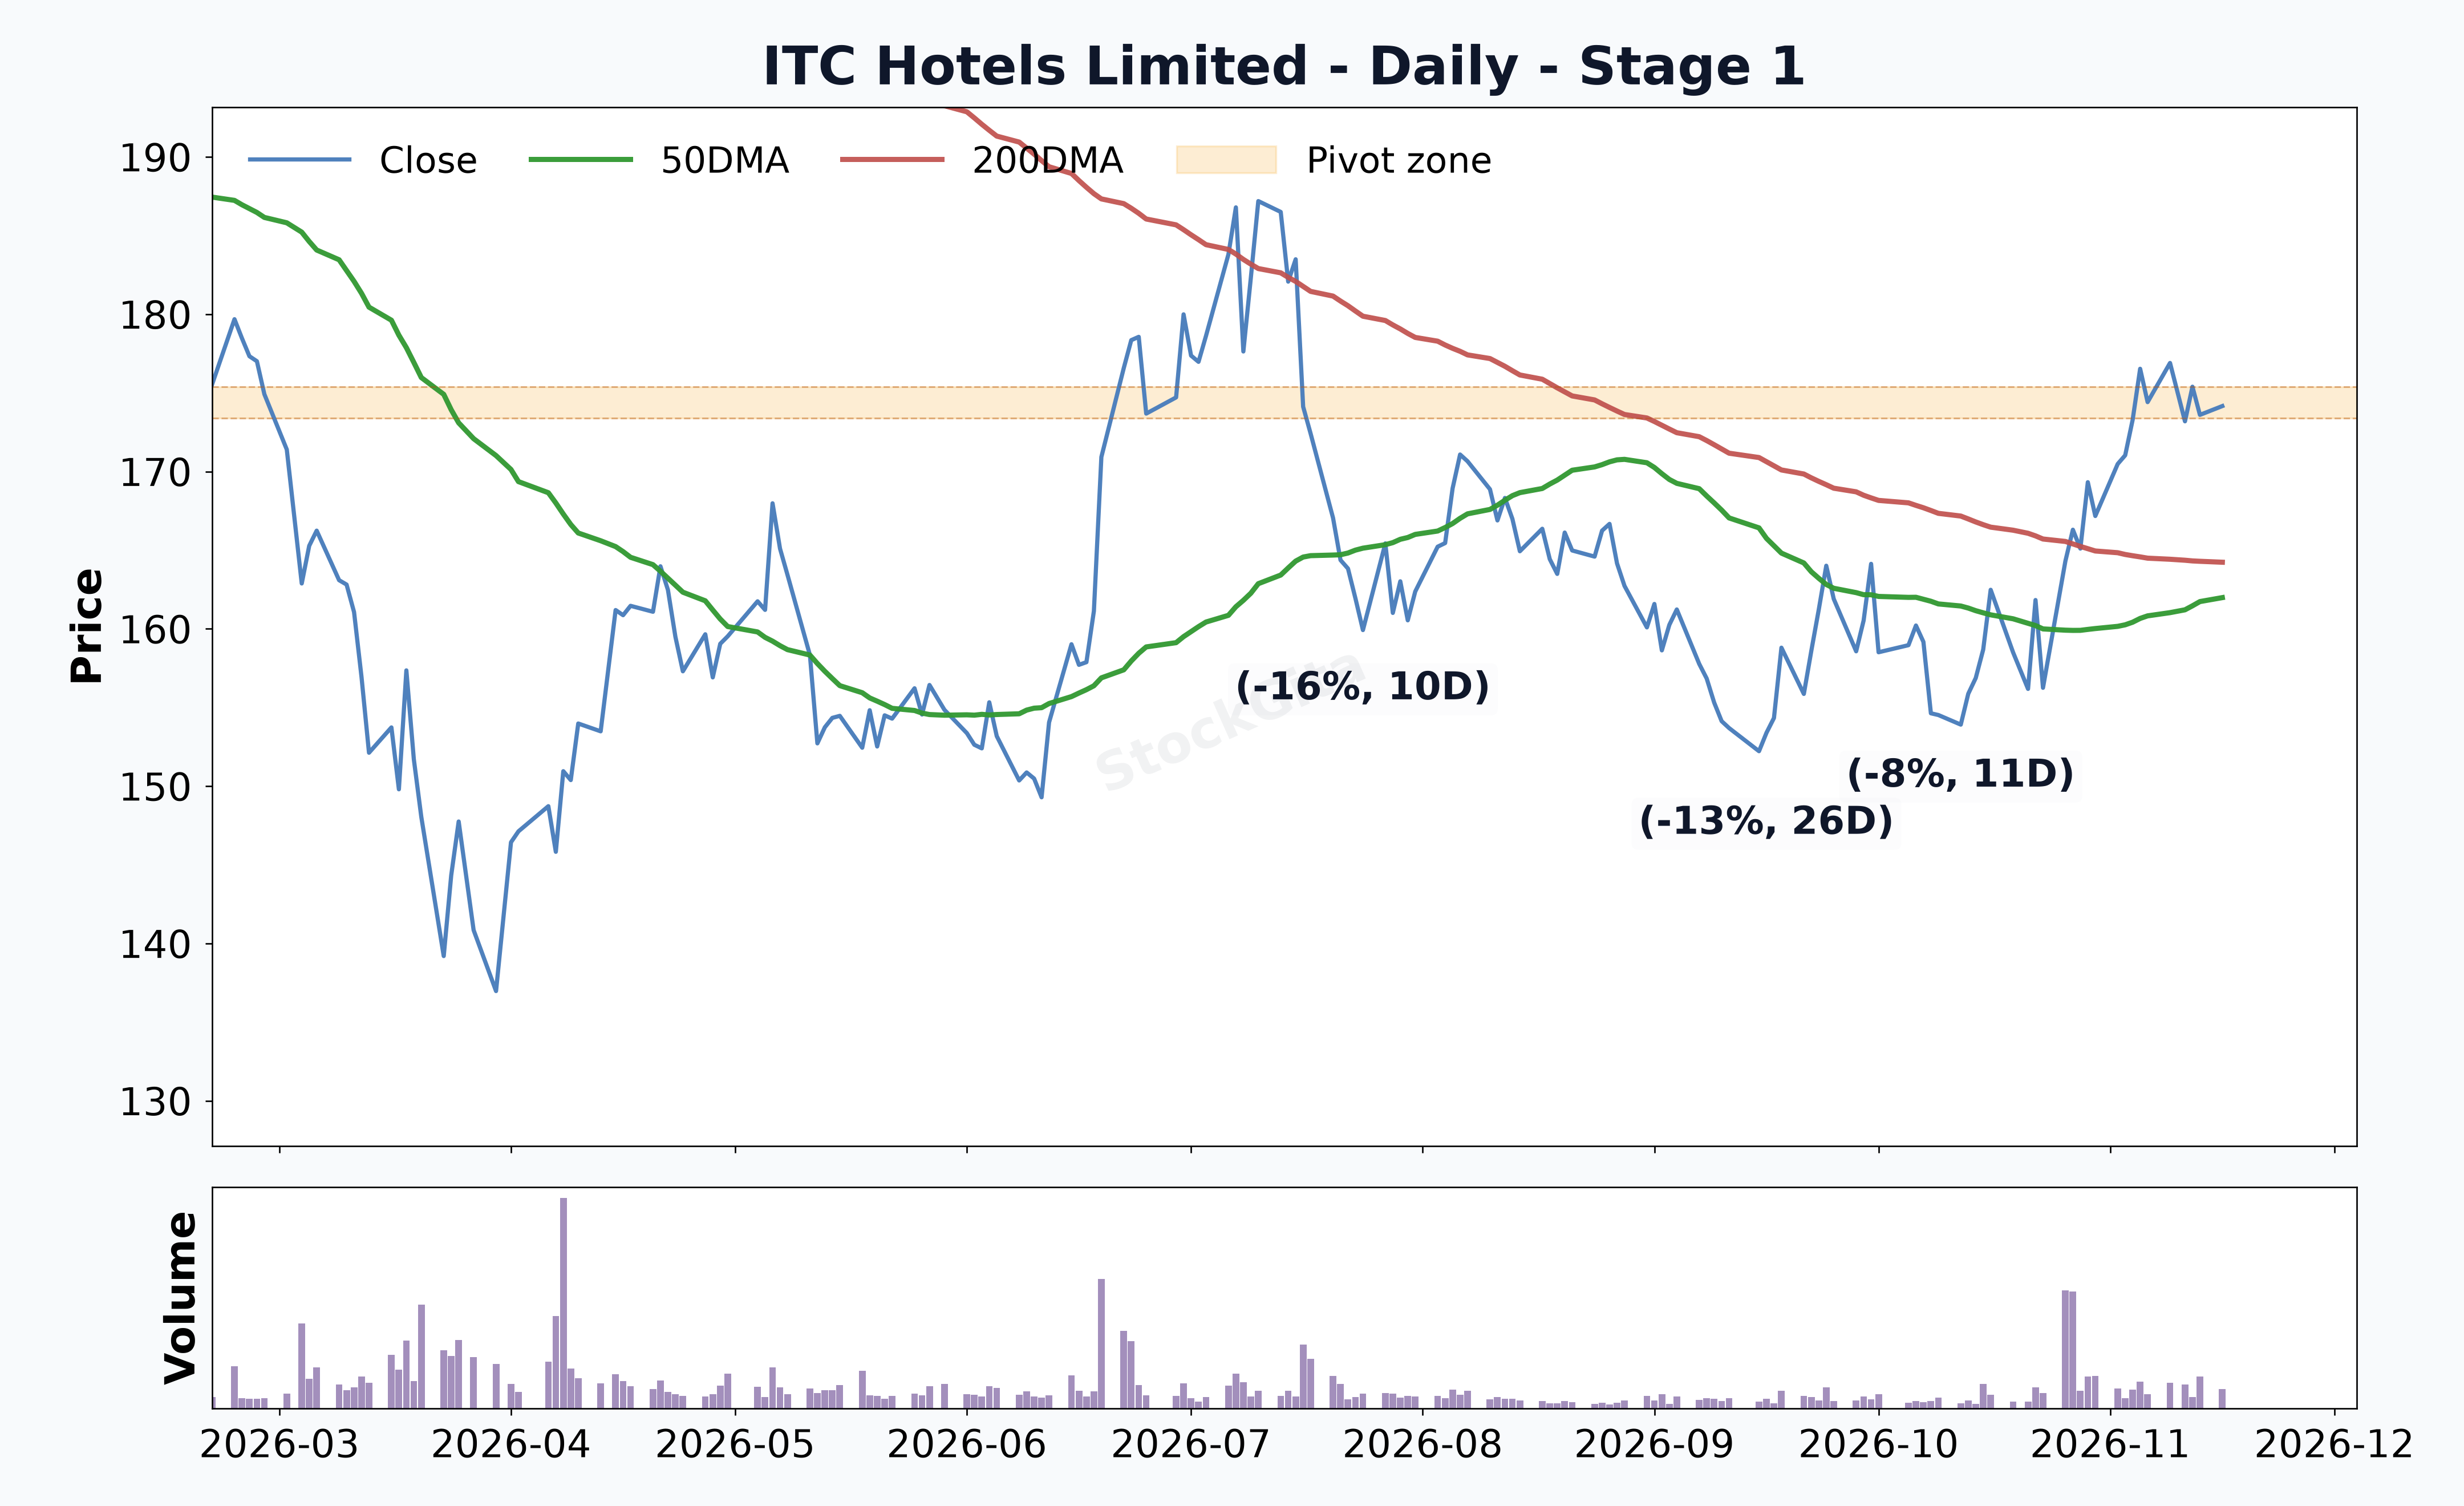 ITC Hotels Limited - Daily - Stage 1
Close 50DMA 200DMA Pivot zone
Price
190
180
170
160
150
140
130
(-16%, 10D)
(-8%, 11D)
(-13%, 26D)
StockGita
Volume
2026-03 2026-04 2026-05 2026-06 2026-07 2026-08 2026-09 2026-10 2026-11 2026-12